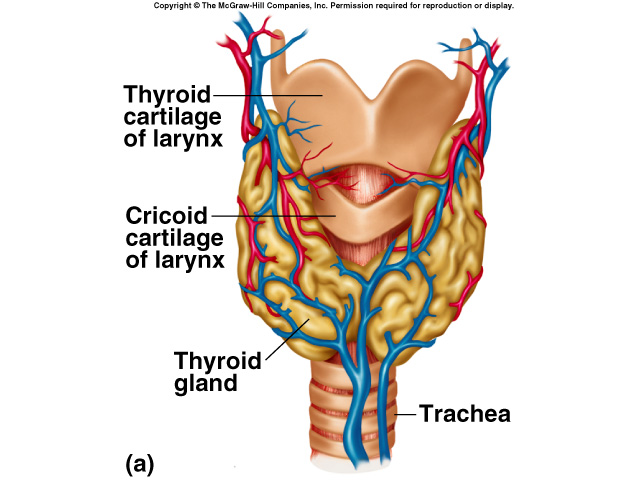 Copyright © The McGraw-Hill Companies, Inc. Permission required for reproduction or display.
Thyroid
cartilage
of larynx
Cricoid
cartilage
of larynx
Thyroid
gland
Trachea
(a)